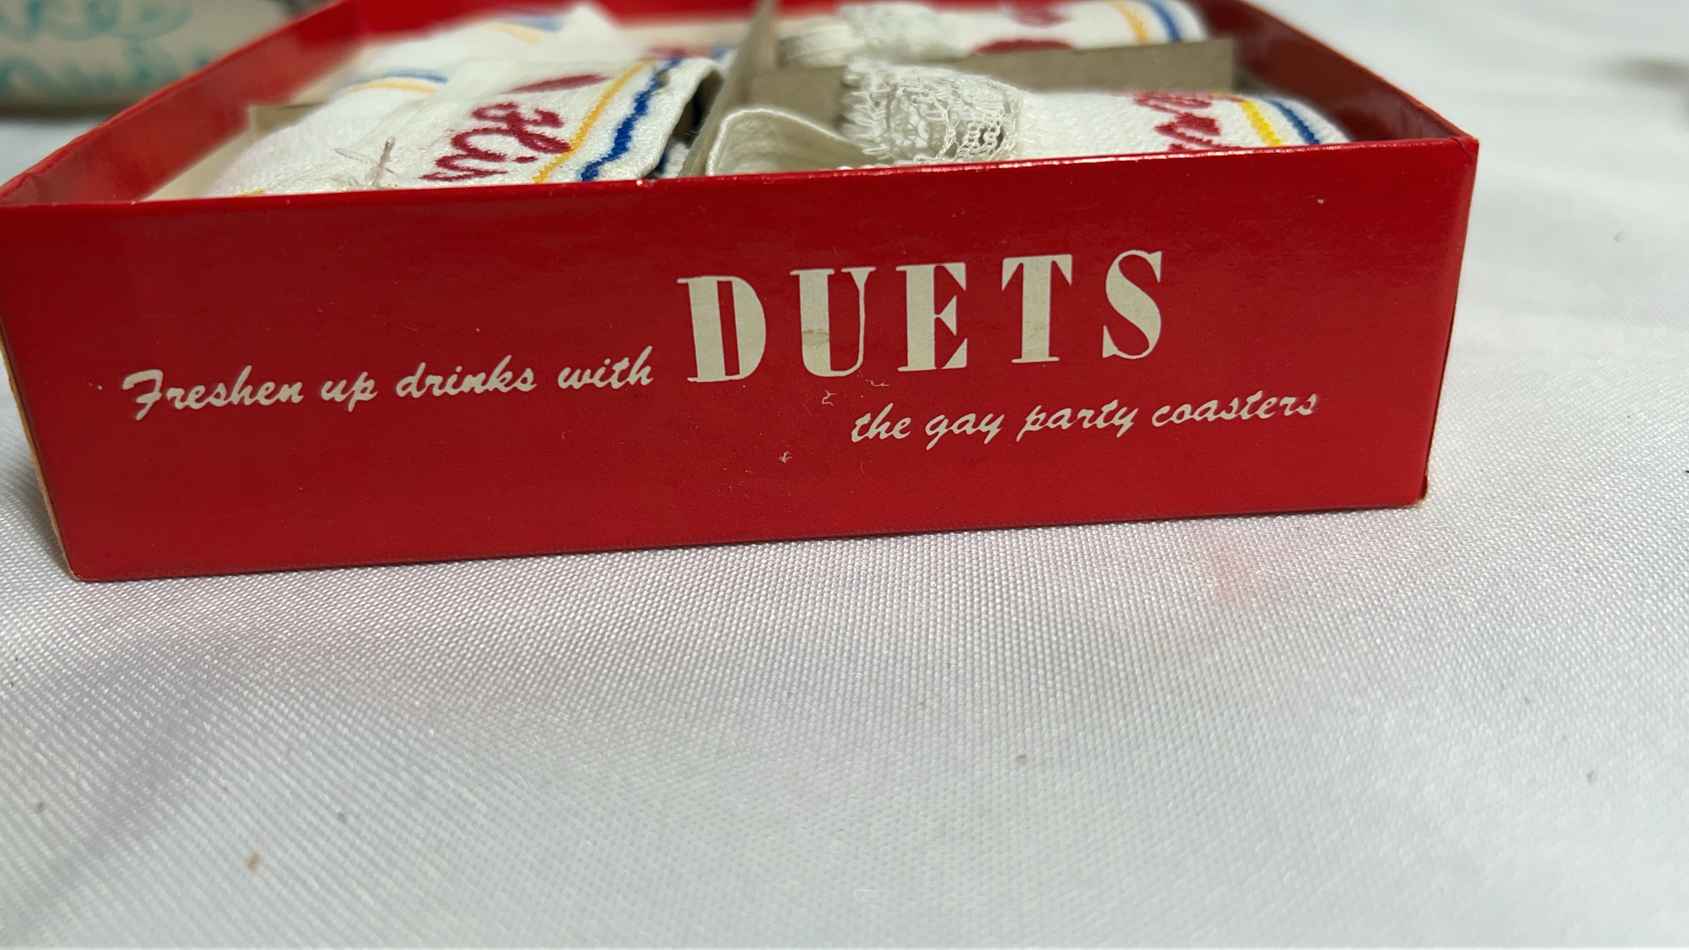 Freshen up drinks with DUETS
the gay party coasters